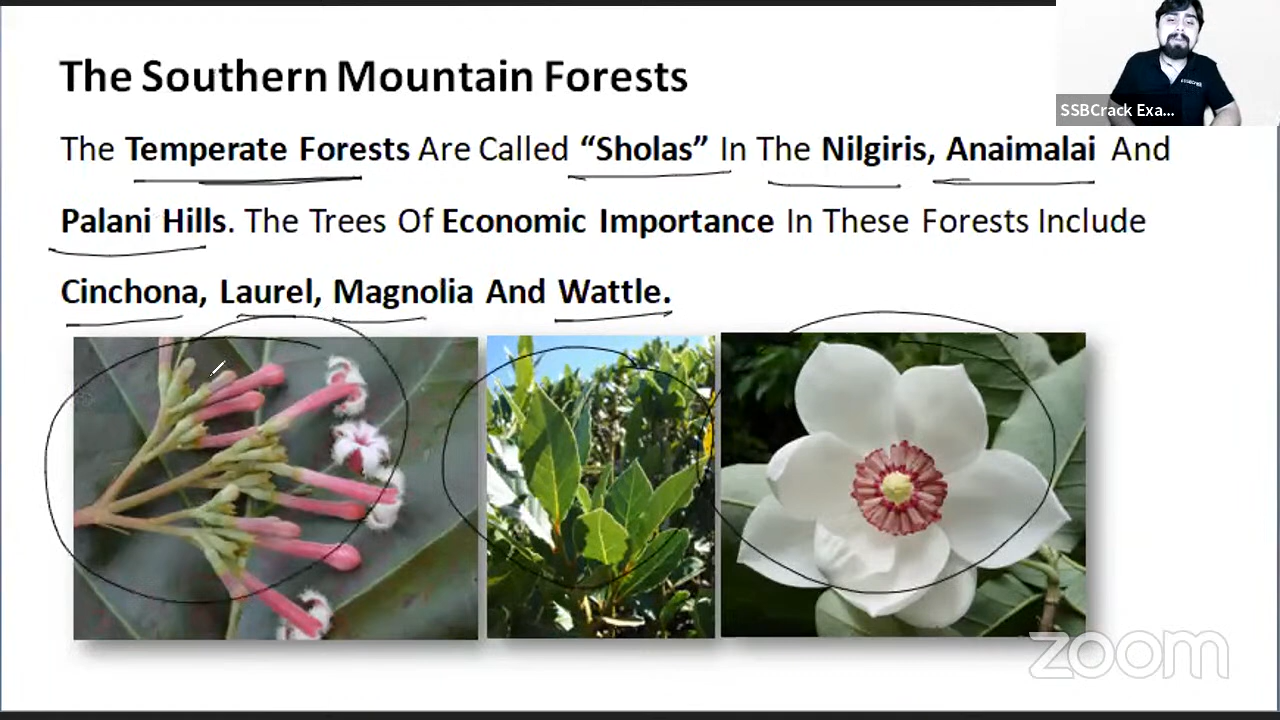 The Southern Mountain Forests
SSBCrack Exa...
The Temperate Forests Are Called “Sholas” In The Nilgiris, Anaimalai And
Palani Hills. The Trees Of Economic Importance In These Forests Include
Cinchona, Laurel, Magnolia And Wattle.
zoom